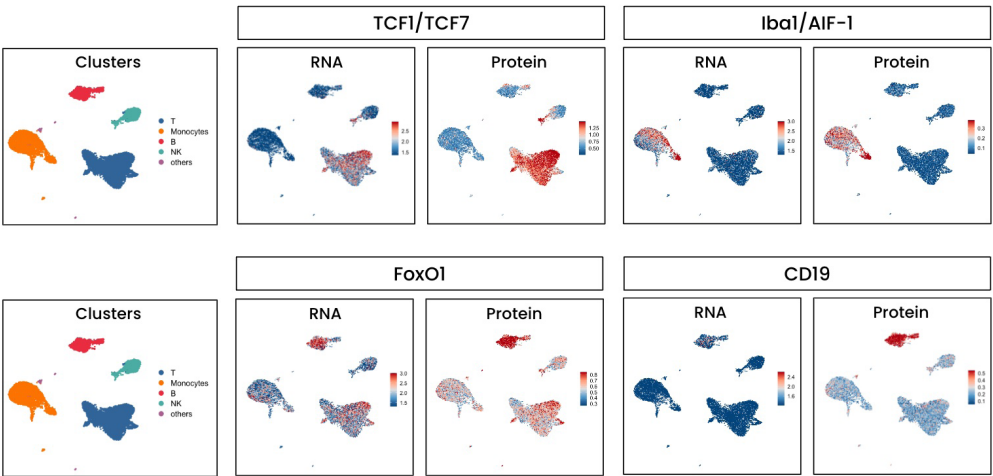 TCF1/TCF7
Iba1/AIF-1
Clusters
T
Monocytes
B
NK
others
RNA
2.5
2.0
1.5
Protein
1.25
1.00
0.75
0.50
RNA
3.0
2.5
2.0
1.5
Protein
0.3
0.2
0.1
FoxO1
CD19
Clusters
T
Monocytes
B
NK
others
RNA
3.0
2.5
2.0
1.5
Protein
0.8
0.7
0.6
0.5
0.4
0.3
RNA
2.4
2.0
1.6
Protein
0.5
0.4
0.3
0.2
0.1